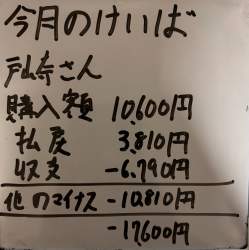 今月のけいば
戸山奇さん
購入額 10,600円
払戻 3,810円
収支 -6,790円
他のマイナス -10,810円
-17,600円